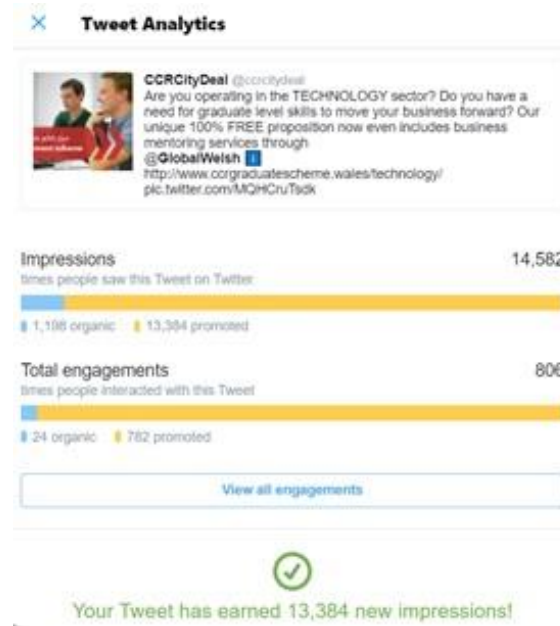 Tweet Analytics
CCRCityDeal @ccrcitydeal
Are you operating in the TECHNOLOGY sector? Do you have a
need for graduate level skills to move your business forward? Our
unique 100% FREE proposition now even includes business
mentoring services through
@GlobalWelsh
http://www.ccrgraduatescheme.wales/technology/
pic.twitter.com/MQHCruTsdk
Impressions 14,582
times people saw this Tweet on Twitter
1,198 organic 13,384 promoted
Total engagements 806
times people interacted with this Tweet
24 organic 782 promoted
View all engagements
Your Tweet has earned 13,384 new impressions!